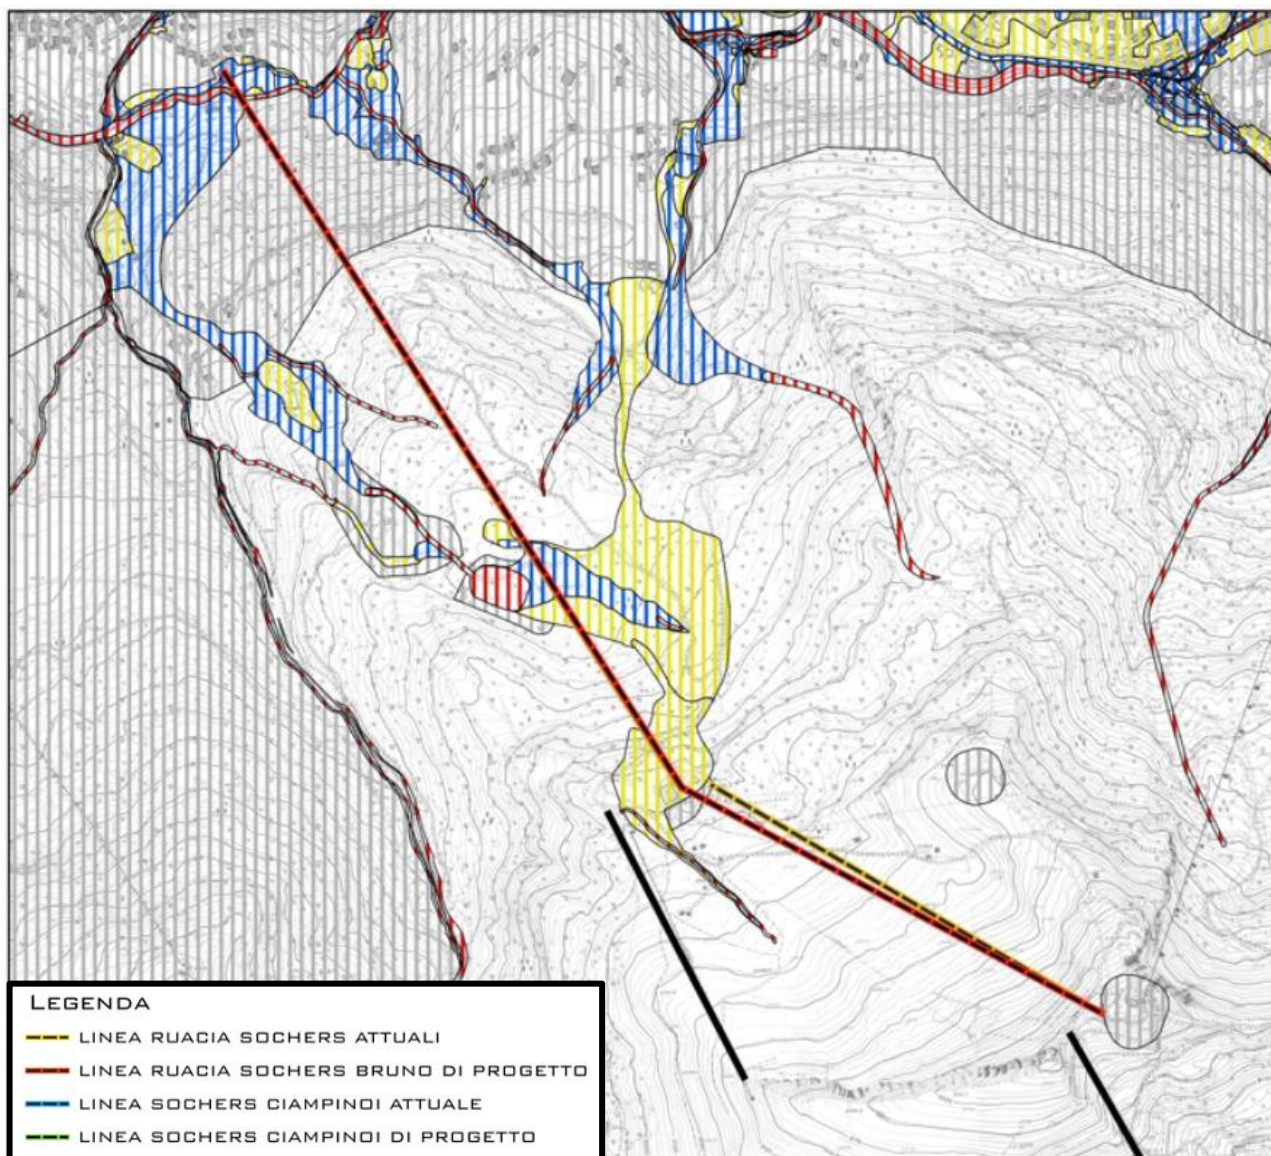 LEGENDA
LINEA RUACIA SOCHERS ATTUALI
LINEA RUACIA SOCHERS BRUNO DI PROGETTO
LINEA SOCHERS CIAMPINOI ATTUALE
LINEA SOCHERS CIAMPINOI DI PROGETTO